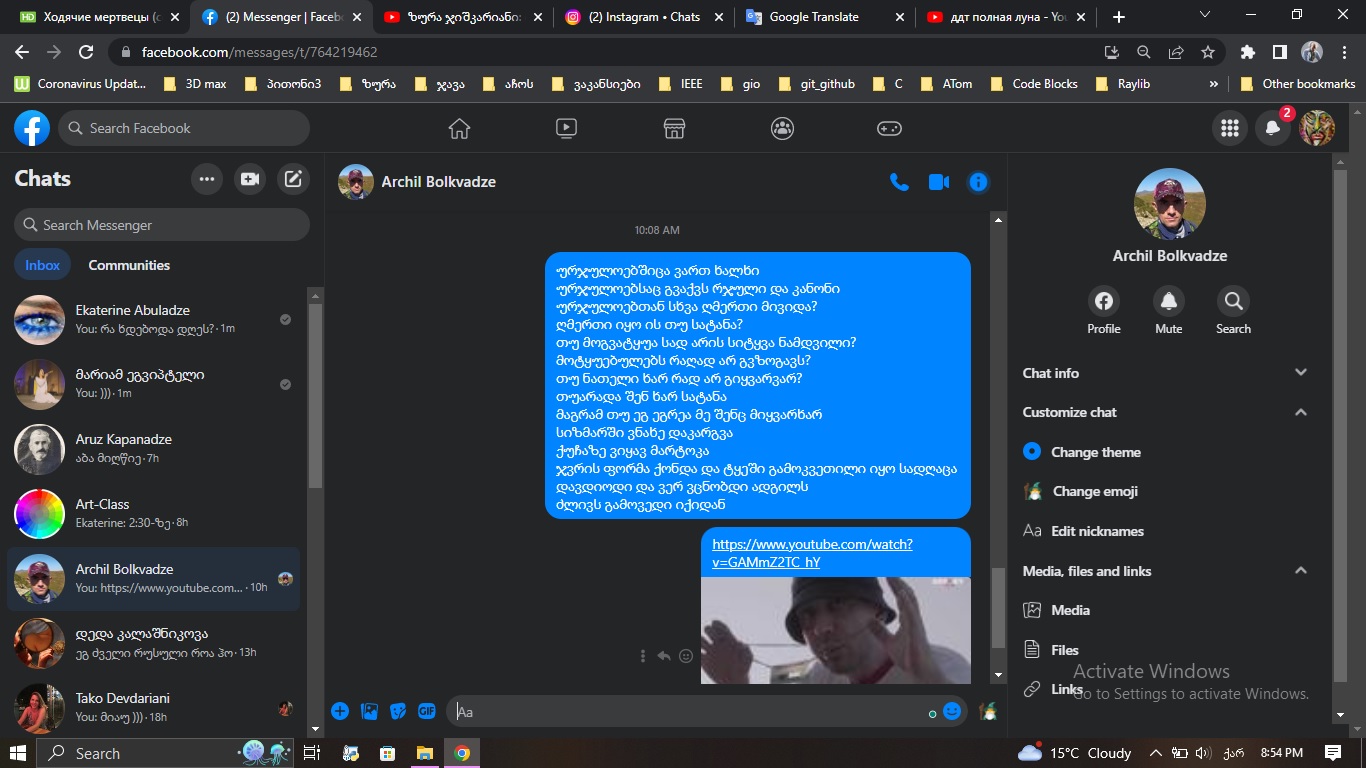 Ходячие мертвецы (с
(2) Messenger | Faceb
ზურა ჯიშკარიანი:
(2) Instagram • Chats
Google Translate
ддт полная луна - Yo
facebook.com/messages/t/764219462
Coronavirus Updat...
3D max
პითონი3
ზურა
ჯავა
აჩოს
ვაკანსიები
IEEE
gio
git_github
C
ATom
Code Blocks
Raylib
»
Other bookmarks
Search Facebook
2
Chats
Search Messenger
Inbox
Communities
Ekaterine Abuladze
You: რა ხდებოდა დღეს? · 1m
მარიამ ეგვიპტელი
You: ))) · 1m
Aruz Kapanadze
აბა მიღწიე · 7h
Art-Class
Ekaterine: 2:30-ზე · 8h
Archil Bolkvadze
You: https://www.youtube.com... · 10h
დედა კალაშნიკოვა
ეგ ძველი რუსული როა ჰო · 13h
Tako Devdariani
You: მიაუ ))) · 18h
Archil Bolkvadze
10:08 AM
ურჯულოებშიცა ვართ ხალხი
ურჯულოებსაც გვაქვს რჯული და კანონი
ურჯულოებთან სხვა ღმერთი მივიდა?
ღმერთი იყო ის თუ სატანა?
თუ მოგვატყუა სად არის სიტყვა ნამდვილი?
მოტყუებულებს რაღად არ გვზოგავს?
თუ ნათელი ხარ რად არ გიყვარვარ?
თუარადა შენ ხარ სატანა
მაგრამ თუ ეგ ეგრეა მე შენც მიყვარხარ
სიზმარში ვნახე დაკარგვა
ქუჩაზე ვიყავ მარტოკა
ჯვრის ფორმა ქონდა და ტყეში გამოკვეთილი იყო სადღაცა
დავდიოდი და ვერ ვცნობდი ადგილს
ძლივს გამოვედი იქიდან
https://www.youtube.com/watch?
v=GAMmZ2TC_hY
GIF
Aa
Archil Bolkvadze
Profile
Mute
Search
Chat info
Customize chat
Change theme
Change emoji
Aa Edit nicknames
Media, files and links
Media
Files
Links
Activate Windows
Go to Settings to activate Windows.
Search
15°C Cloudy
ქარ
8:54 PM